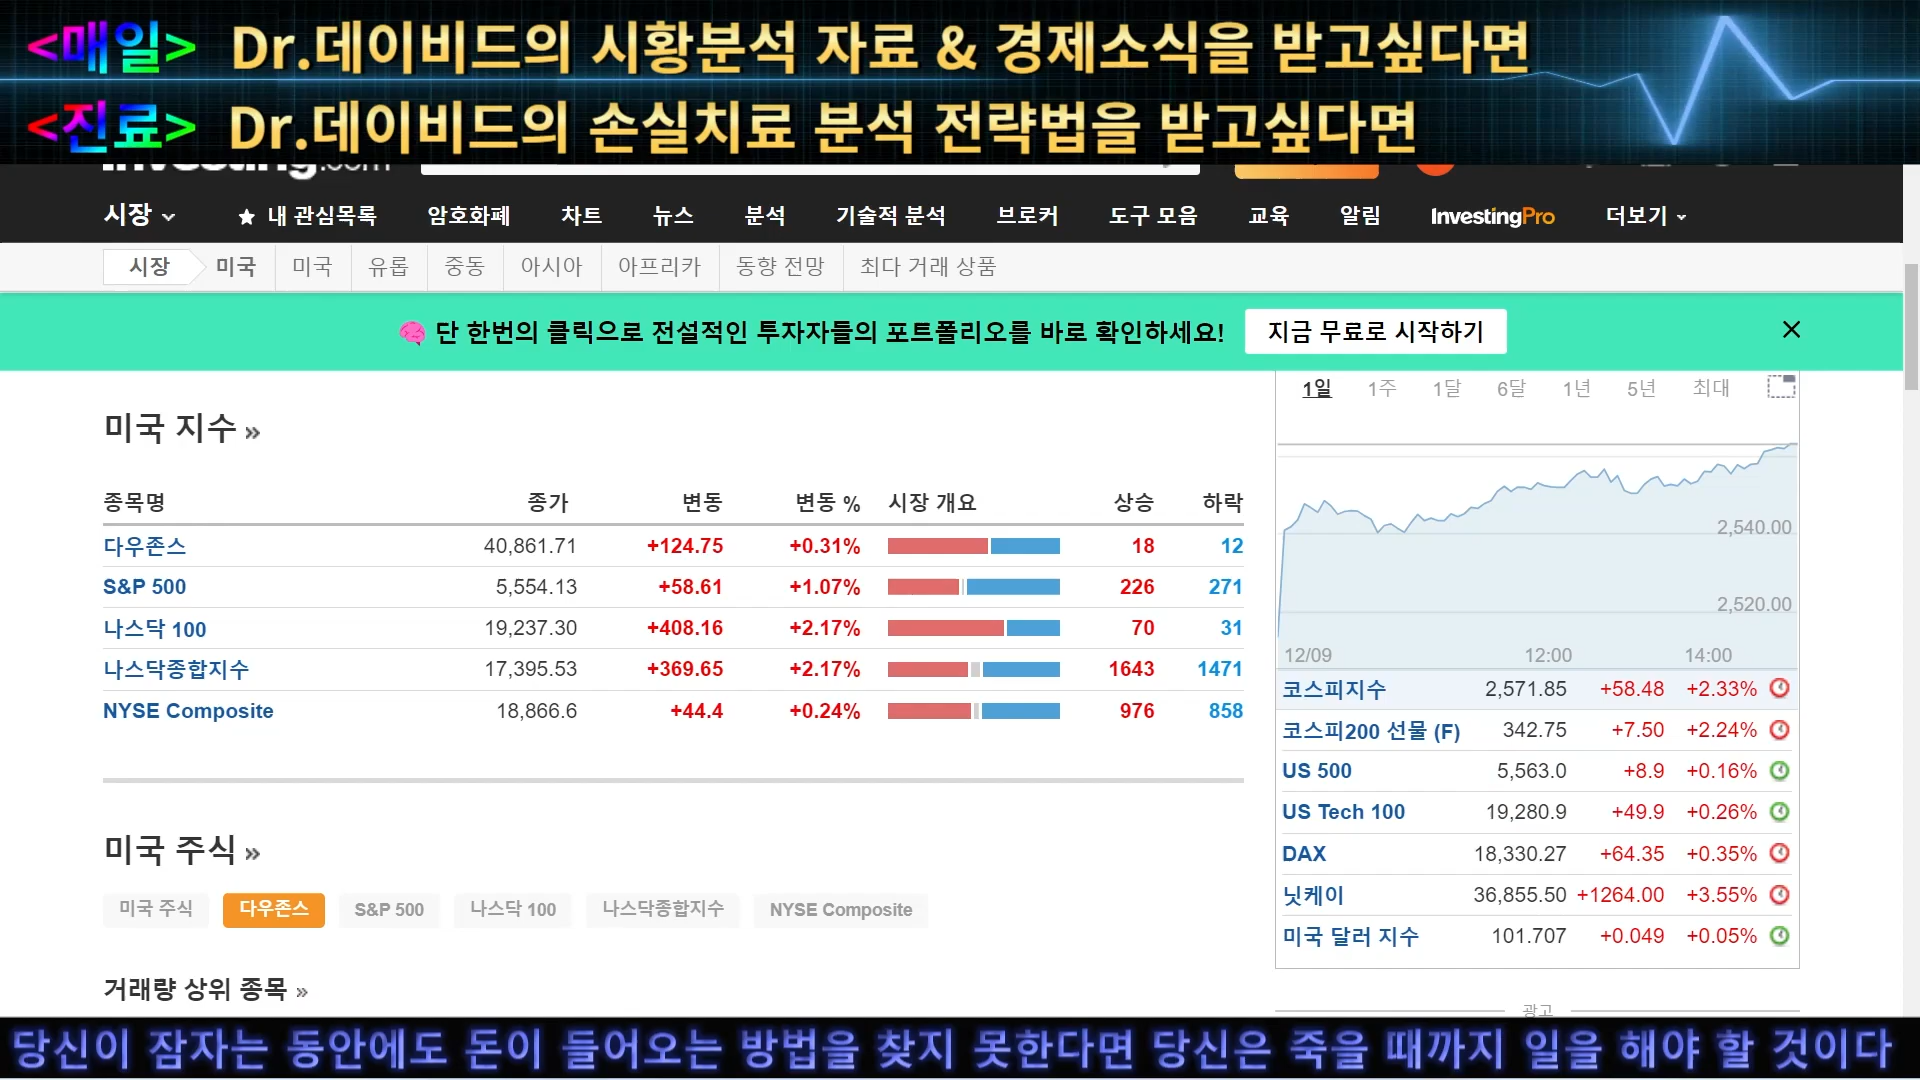 <매일> Dr.데이비드의 시황분석 자료 & 경제소식을 받고싶다면
<진료> Dr.데이비드의 손실치료 분석 전략법을 받고싶다면
Investing.com
시장 내 관심목록 암호화폐 차트 뉴스 분석 기술적 분석 브로커 도구 모음 교육 알림 InvestingPro 더보기
시장 미국 미국 유롭 중동 아시아 아프리카 동향 전망 최다 거래 상품
단 한번의 클릭으로 전설적인 투자자들의 포트폴리오를 바로 확인하세요! 지금 무료로 시작하기
미국 지수 »
종목명 종가 변동 변동 % 시장 개요 상승 하락
다우존스 40,861.71 +124.75 +0.31% 18 12
S&P 500 5,554.13 +58.61 +1.07% 226 271
나스닥 100 19,237.30 +408.16 +2.17% 70 31
나스닥종합지수 17,395.53 +369.65 +2.17% 1643 1471
NYSE Composite 18,866.6 +44.4 +0.24% 976 858
미국 주식 »
미국 주식 다우존스 S&P 500 나스닥 100 나스닥종합지수 NYSE Composite
거래량 상위 종목 »
1일 1주 1달 6달 1년 5년 최대
2,540.00
2,520.00
12/09 12:00 14:00
코스피지수 2,571.85 +58.48 +2.33%
코스피200 선물 (F) 342.75 +7.50 +2.24%
US 500 5,563.0 +8.9 +0.16%
US Tech 100 19,280.9 +49.9 +0.26%
DAX 18,330.27 +64.35 +0.35%
닛케이 36,855.50 +1264.00 +3.55%
미국 달러 지수 101.707 +0.049 +0.05%
광고
당신이 잠자는 동안에도 돈이 들어오는 방법을 찾지 못한다면 당신은 죽을 때까지 일을 해야 할 것이다